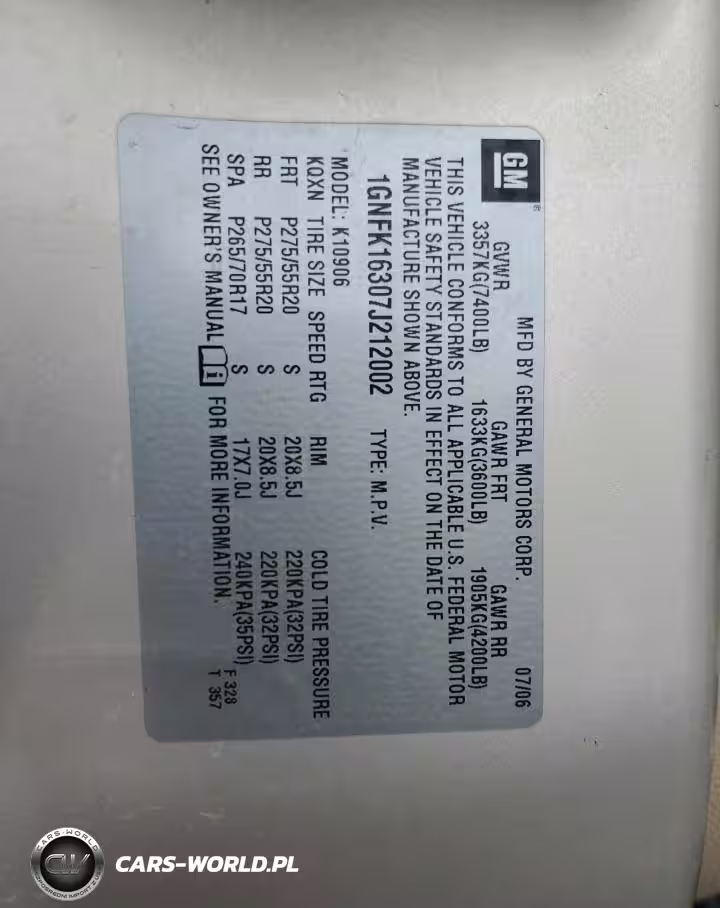 GM®
MFD BY GENERAL MOTORS CORP. 07/06
GVWR GAWR FRT GAWR RR
3357KG(7400LB) 1633KG(3600LB) 1905KG(4200LB)
THIS VEHICLE CONFORMS TO ALL APPLICABLE U.S. FEDERAL MOTOR
VEHICLE SAFETY STANDARDS IN EFFECT ON THE DATE OF
MANUFACTURE SHOWN ABOVE.
1GNFK16307J212002 TYPE: M.P.V.
MODEL: K10906
KQXN TIRE SIZE SPEED RTG RIM COLD TIRE PRESSURE
FRT P275/55R20 S 20X8.5J 220KPA(32PSI)
RR P275/55R20 S 20X8.5J 220KPA(32PSI)
SPA P265/70R17 S 17X7.0J 240KPA(35PSI)
SEE OWNER'S MANUAL i FOR MORE INFORMATION.
F 328
T 357
CARS-WORLD
CW
CARS-WORLD.PL